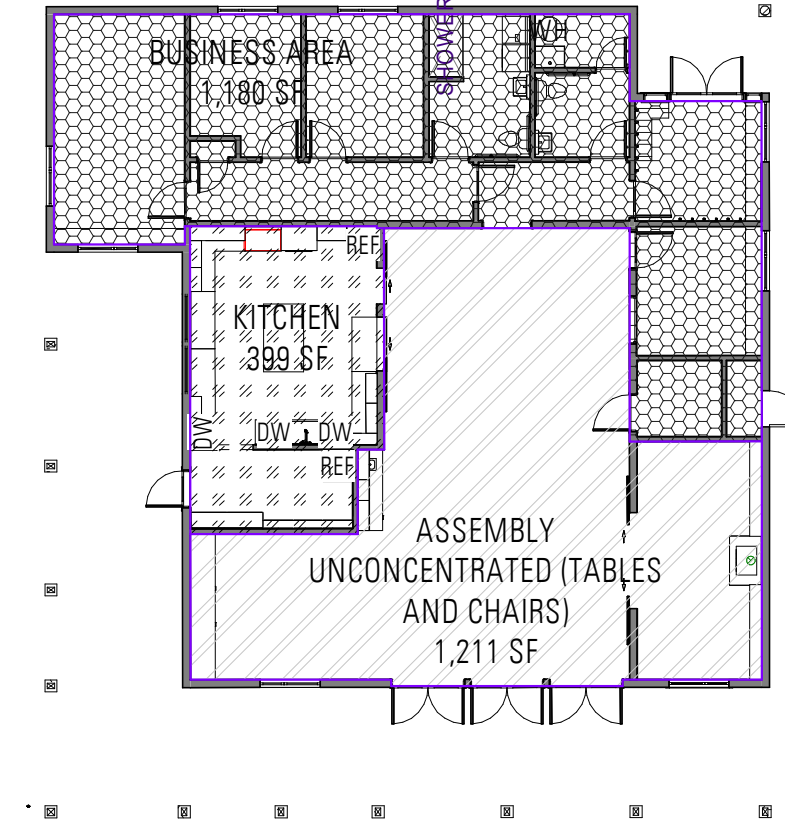 SHOWER
WH
BUSINESS AREA
1,180 SF
REF
KITCHEN
399 SF
DW
DW
DW
REF
ASSEMBLY
UNCONCENTRATED (TABLES
AND CHAIRS)
1,211 SF